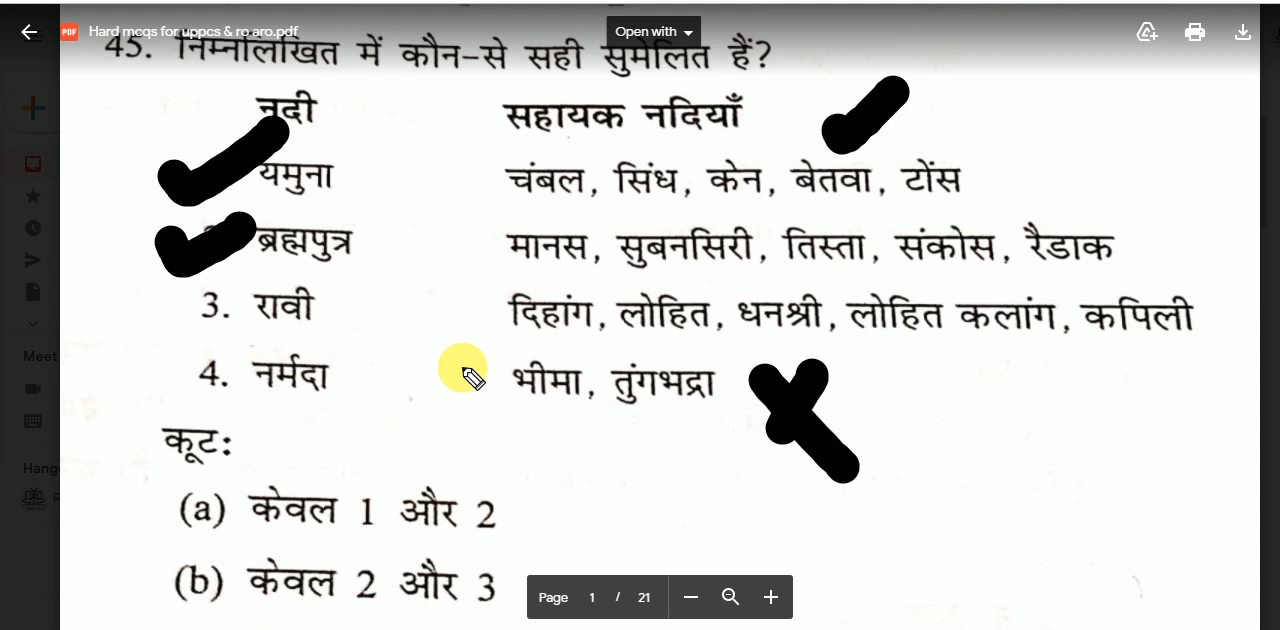 Hard mcqs for uppcs & ro aro.pdf
Open with
45. निम्नलिखित में कौन-से सही सुमेलित हैं?
नदी सहायक नदियाँ
यमुना चंबल, सिंध, केन, बेतवा, टोंस
ब्रह्मपुत्र मानस, सुबनसिरी, तिस्ता, संकोस, रैडाक
3. रावी दिहांग, लोहित, धनश्री, लोहित कलांग, कपिली
4. नर्मदा भीमा, तुंगभद्रा
Meet
कूटः
Hang
(a) केवल 1 और 2
(b) केवल 2 और 3
Page 1 / 21